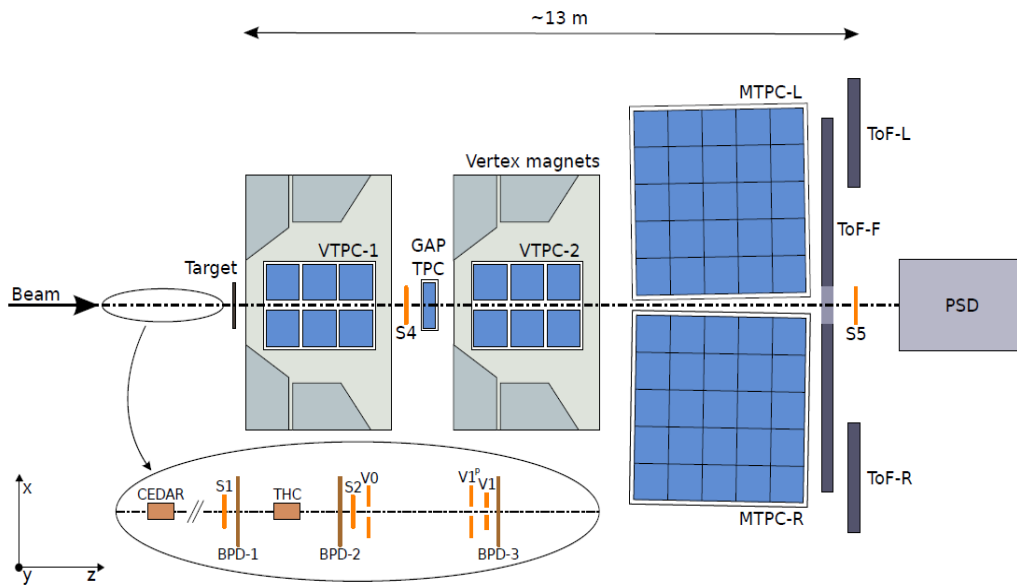 ~13 m
MTPC-L
ToF-L
Vertex magnets
ToF-F
VTPC-1
GAP
TPC
VTPC-2
Target
Beam
PSD
S4
S5
ToF-R
MTPC-R
x
y
z
CEDAR
S1
THC
S2
V0
V1ᴾ
V1
BPD-1
BPD-2
BPD-3